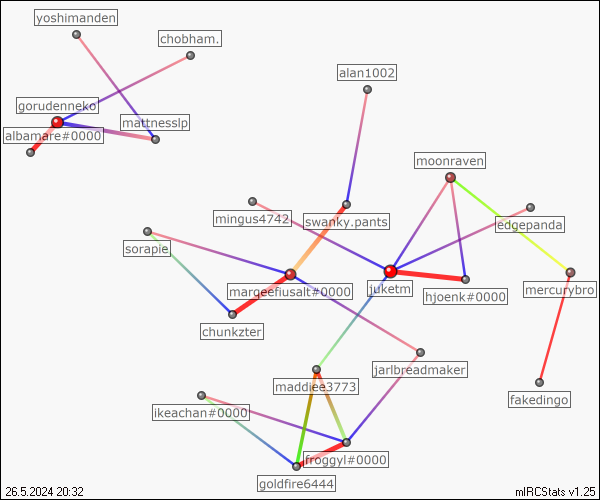 yoshimanden
chobham.
alan1002
gorudenneko
mattnesslp
albamare#0000
moonraven
mingus4742
swanky.pants
edgepanda
sorapie
margeefiusalt#0000
juketm
hjoenk#0000
mercurybro
chunkzter
jarlbreadmaker
maddiee3773
fakedingo
ikeachan#0000
froggyl#0000
goldfire6444
26.5.2024 20:32
mIRCStats v1.25